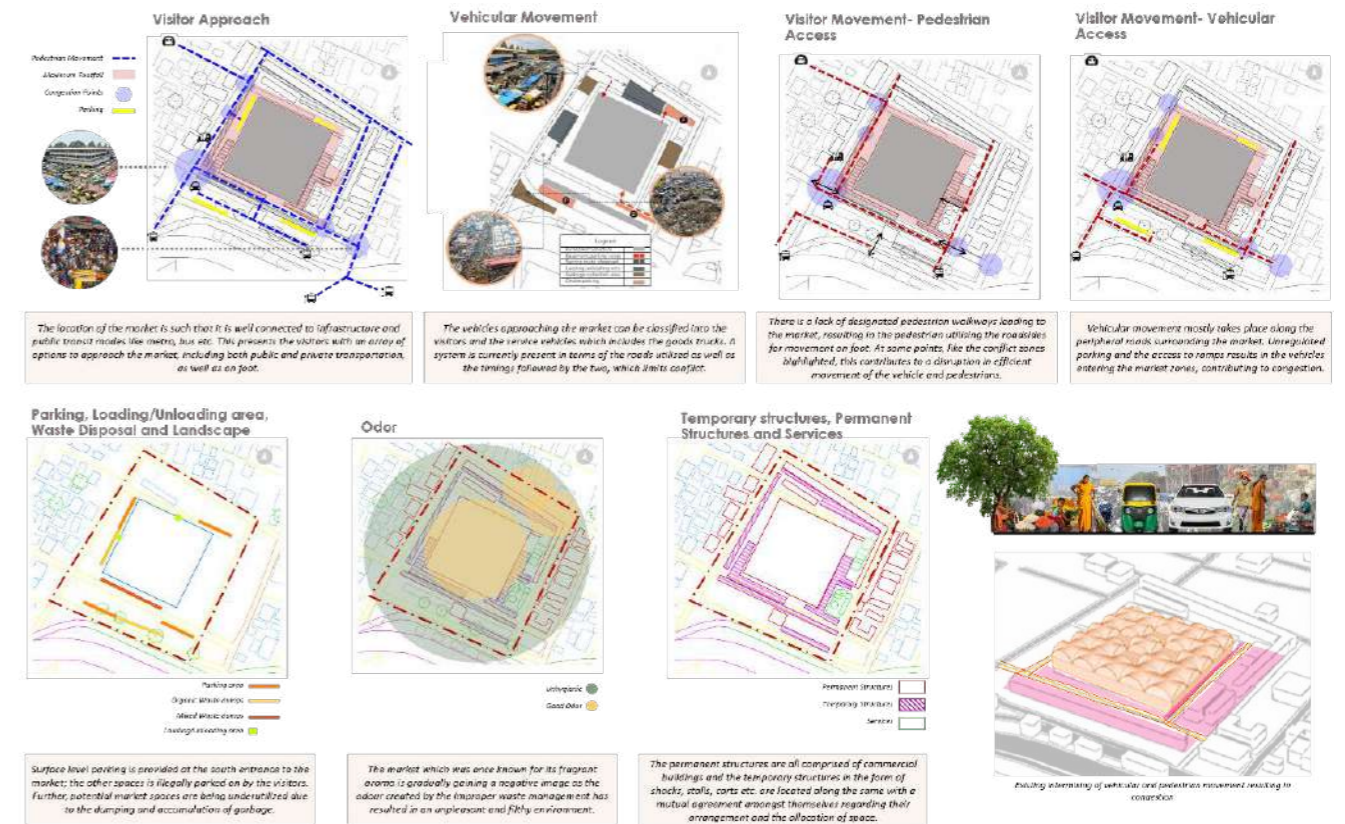 Visitor Approach
Vehicular Movement
Visitor Movement- Pedestrian
Access
Visitor Movement- Vehicular
Access
Pedestrian Movement
Maximum Footfall
Congestion Points
Parking
Legend
The location of the market is such that it is well connected to infrastructure and
public transit modes like metro, bus etc. This presents the visitors with an array of
options to approach the market, including both public and private transportation,
as well as on foot.
The vehicles approaching the market can be classified into the
visitors and the service vehicles which includes the goods trucks. A
system is currently present in terms of the roads utilised as well as
the timings followed by the two, which limits conflict.
There is a lack of designated pedestrian walkways leading to
the market, resulting in the pedestrian utilising the roadsides
for movement on foot. At some points, like the conflict zones
highlighted, this contributes to a disruption in efficient
movement of the vehicle and pedestrians.
Vehicular movement mostly takes place along the
peripheral roads surrounding the market. Unregulated
parking and the access to ramps results in the vehicles
entering the market zones, contributing to congestion.
Parking, Loading/Unloading area,
Waste Disposal and Landscape
Odor
Temporary structures, Permanent
Structures and Services
Parking area
Organic Waste dumps
Mixed Waste dumps
Loading/Unloading area
Unhygienic
Good Odor
Permanent Structures
Temporary Structures
Services
Surface level parking is provided at the south entrance to the
market; the other spaces is illegally parked on by the visitors.
Further, potential market spaces are being underutilized due
to the dumping and accumulation of garbage.
The market which was once known for its fragrant
aroma is gradually gaining a negative image as the
odour created by the improper waste management has
resulted in an unpleasant and filthy environment.
The permanent structures are all comprised of commercial
buildings and the temporary structures in the form of
shocks, stalls, carts etc. are located along the same with a
mutual agreement amongst themselves regarding their
arrangement and the allocation of space.
Existing intermixing of vehicular and pedestrian movement resulting to
congestion